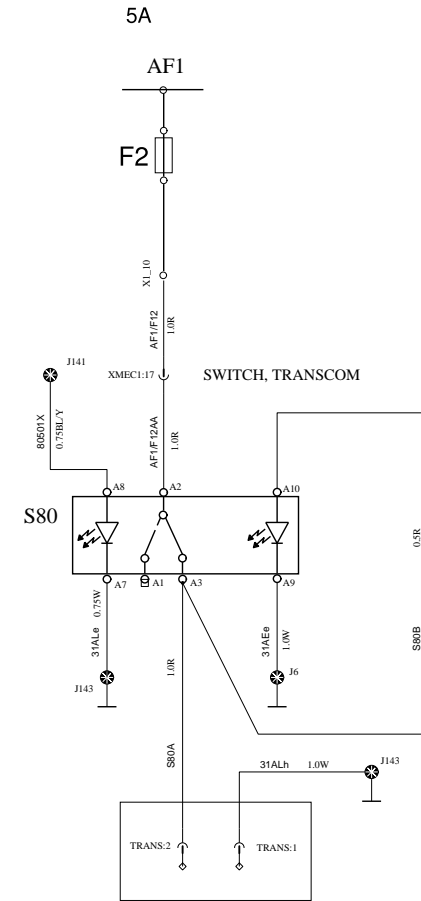 5A
AF1
F2
X1_10
AF1/F12
1.0R
J141
XMEC1:17
SWITCH, TRANSCOM
80501X
0.75BL/Y
AF1/F12AA
1.0R
A8
A2
A10
S80
A7
A1
A3
A9
31ALe
0.75W
1.0R
31AEe
1.0W
0.5R
S80B
J143
J6
S80A
31ALh
1.0W
J143
TRANS:2
TRANS:1